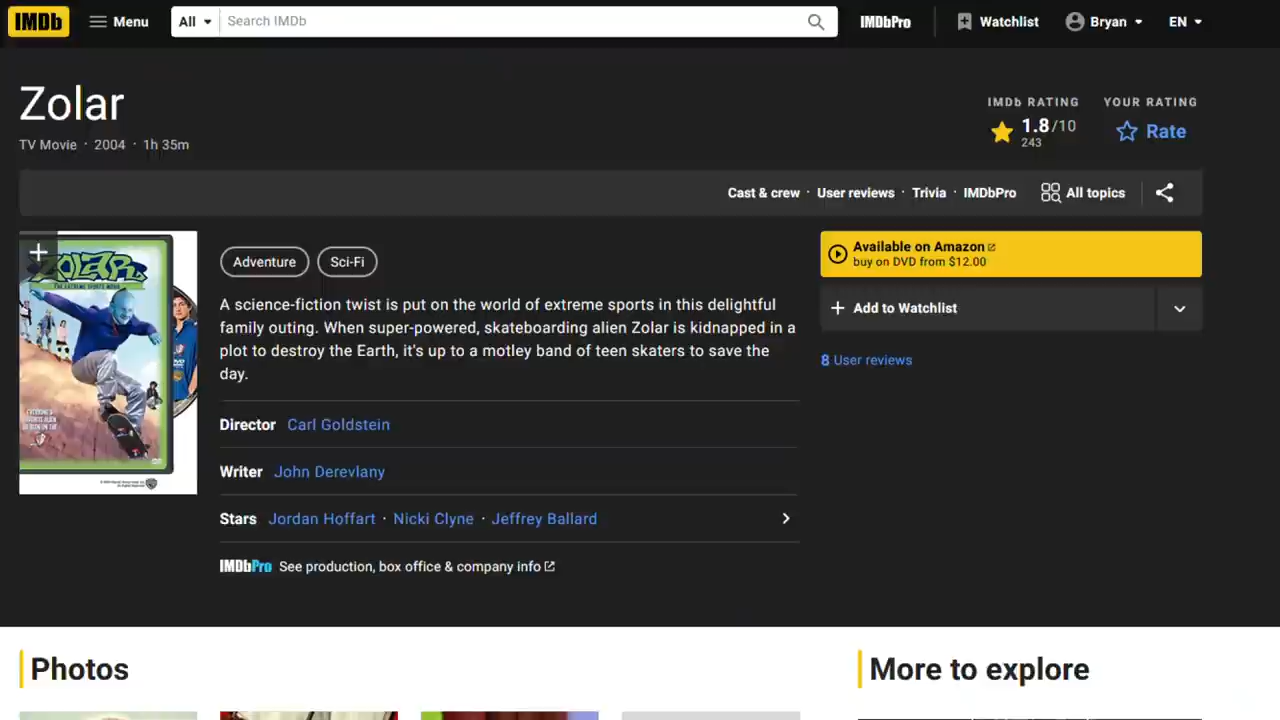 IMDb Menu All Search IMDb IMDbPro Watchlist Bryan EN
Zolar
TV Movie · 2004 · 1h 35m
IMDb RATING
1.8/10
243
YOUR RATING
Rate
Cast & crew · User reviews · Trivia · IMDbPro All topics
ZOLAR
Adventure Sci-Fi
A science-fiction twist is put on the world of extreme sports in this delightful
family outing. When super-powered, skateboarding alien Zolar is kidnapped in a
plot to destroy the Earth, it's up to a motley band of teen skaters to save the
day.
Director Carl Goldstein
Writer John Derevlany
Stars Jordan Hoffart · Nicki Clyne · Jeffrey Ballard
IMDbPro See production, box office & company info
Available on Amazon
buy on DVD from $12.00
+ Add to Watchlist
8 User reviews
Photos
More to explore